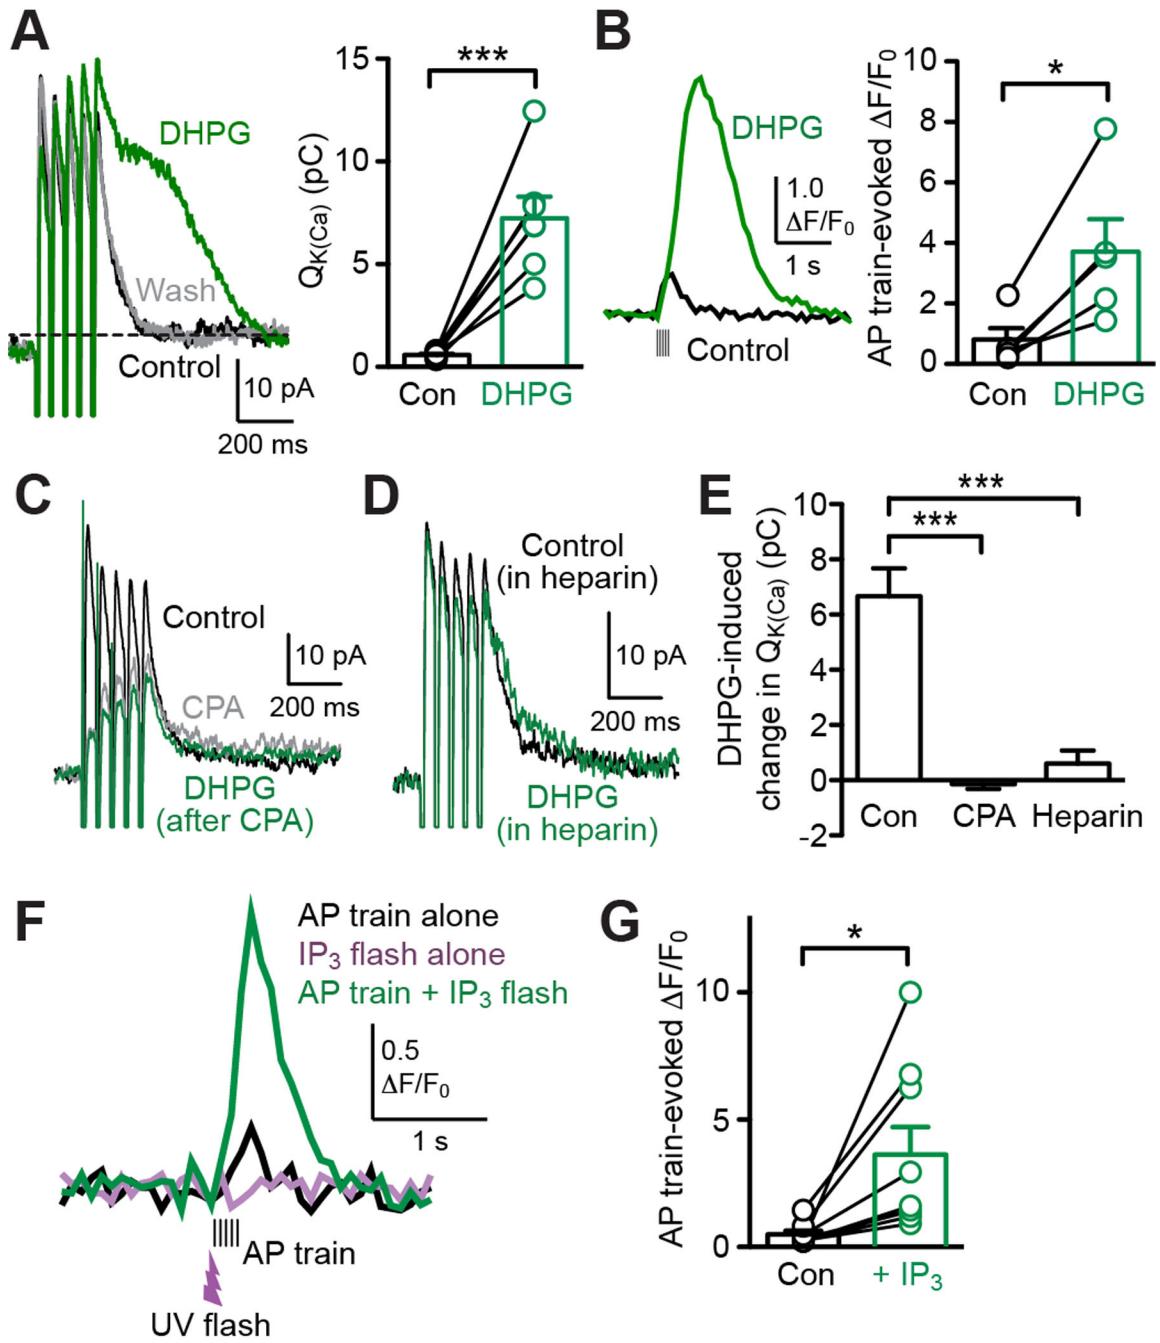 A
DHPG
Wash
Control
10 pA
200 ms
***
Q_K(Ca) (pC)
15
10
5
0
Con
DHPG
B
DHPG
1.0
ΔF/F₀
1 s
Control
*
AP train-evoked ΔF/F₀
10
8
6
4
2
0
Con
DHPG
C
Control
CPA
DHPG
(after CPA)
10 pA
200 ms
D
Control
(in heparin)
10 pA
200 ms
DHPG
(in heparin)
E
***
***
DHPG-induced
change in Q_K(Ca) (pC)
10
8
6
4
2
0
-2
Con
CPA
Heparin
F
AP train alone
IP₃ flash alone
AP train + IP₃ flash
0.5
ΔF/F₀
1 s
AP train
UV flash
G
*
AP train-evoked ΔF/F₀
10
5
0
Con
+ IP₃